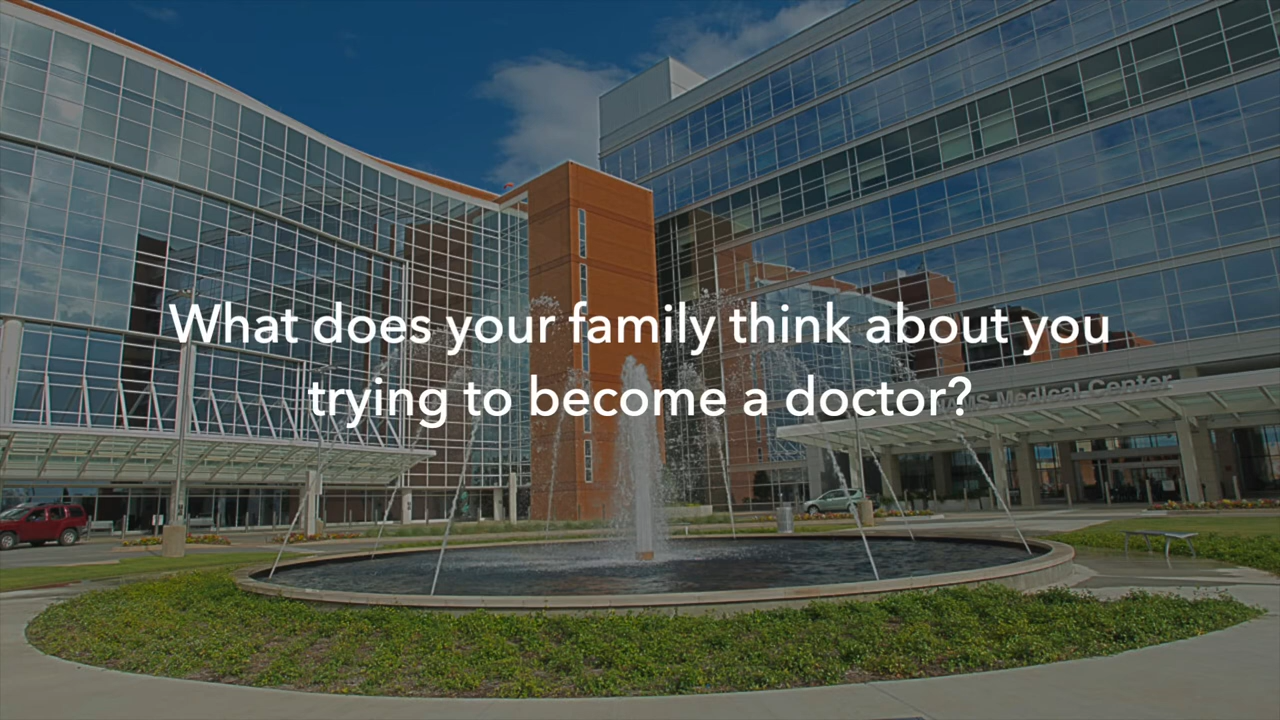 What does your family think about you
trying to become a doctor?
Medical Center